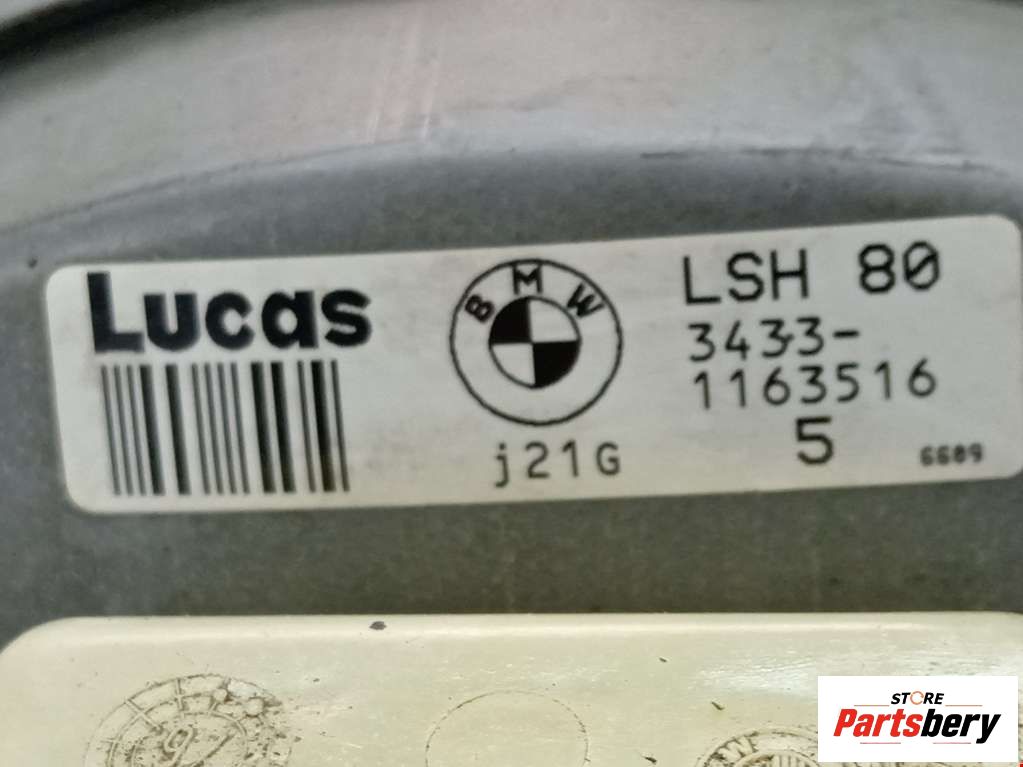 Lucas
BMW
j21G
LSH 80
3433-
1163516
5
6609
STORE
Partsbery